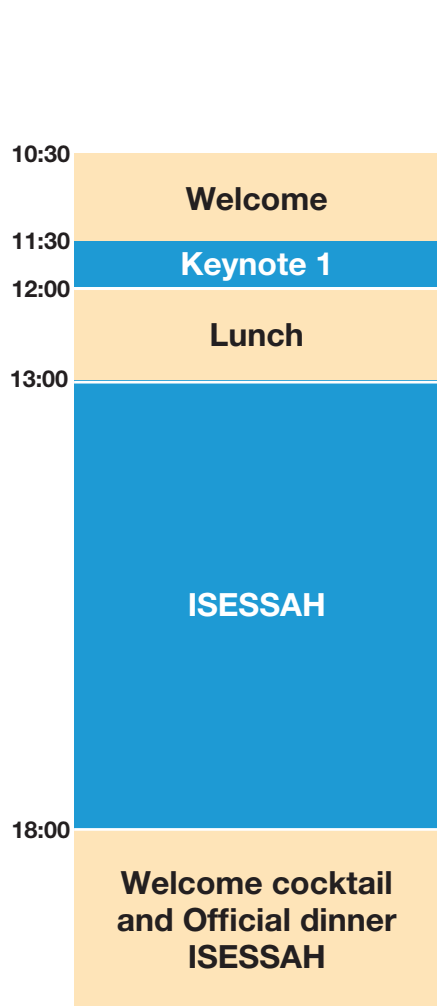 10:30
Welcome
11:30
Keynote 1
12:00
Lunch
13:00
ISESSAH
18:00
Welcome cocktail
and Official dinner
ISESSAH